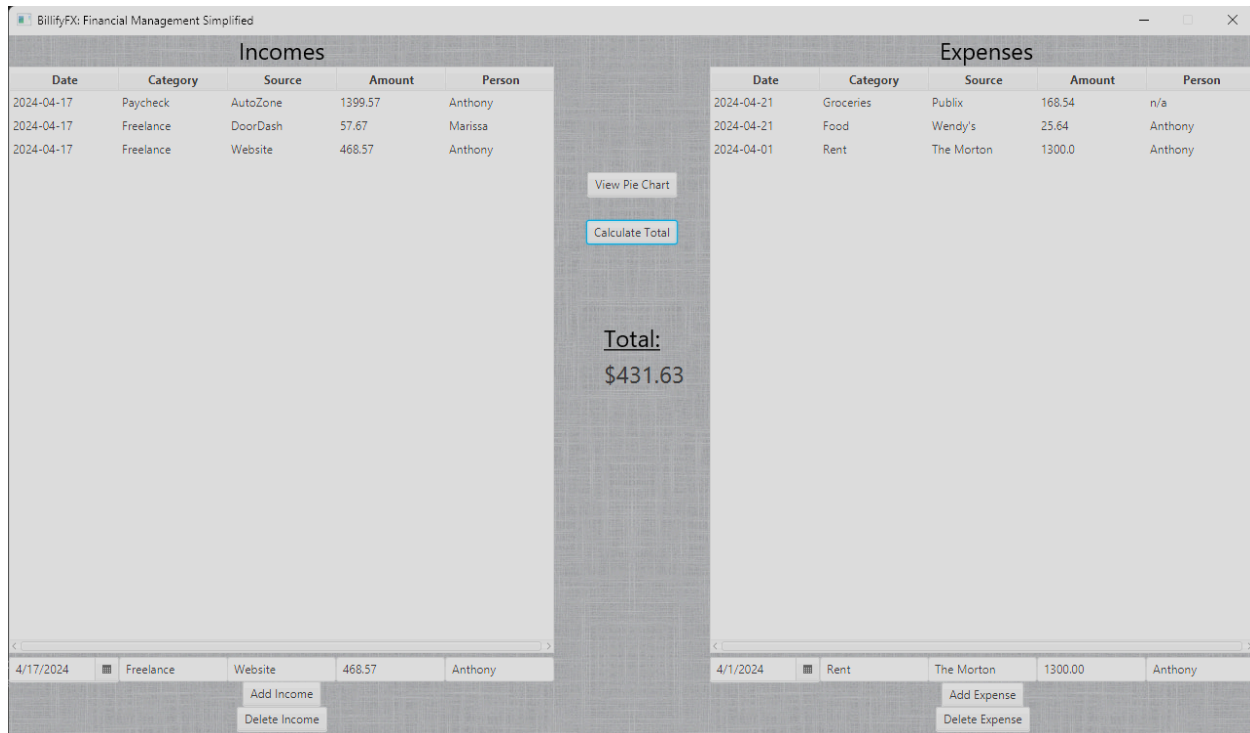 BillifyFX: Financial Management Simplified
Incomes
Date Category Source Amount Person
2024-04-17 Paycheck AutoZone 1399.57 Anthony
2024-04-17 Freelance DoorDash 57.67 Marissa
2024-04-17 Freelance Website 468.57 Anthony
4/17/2024 Freelance Website 468.57 Anthony
Add Income
Delete Income
View Pie Chart
Calculate Total
Total:
$431.63
Expenses
Date Category Source Amount Person
2024-04-21 Groceries Publix 168.54 n/a
2024-04-21 Food Wendy's 25.64 Anthony
2024-04-01 Rent The Morton 1300.0 Anthony
4/1/2024 Rent The Morton 1300.00 Anthony
Add Expense
Delete Expense